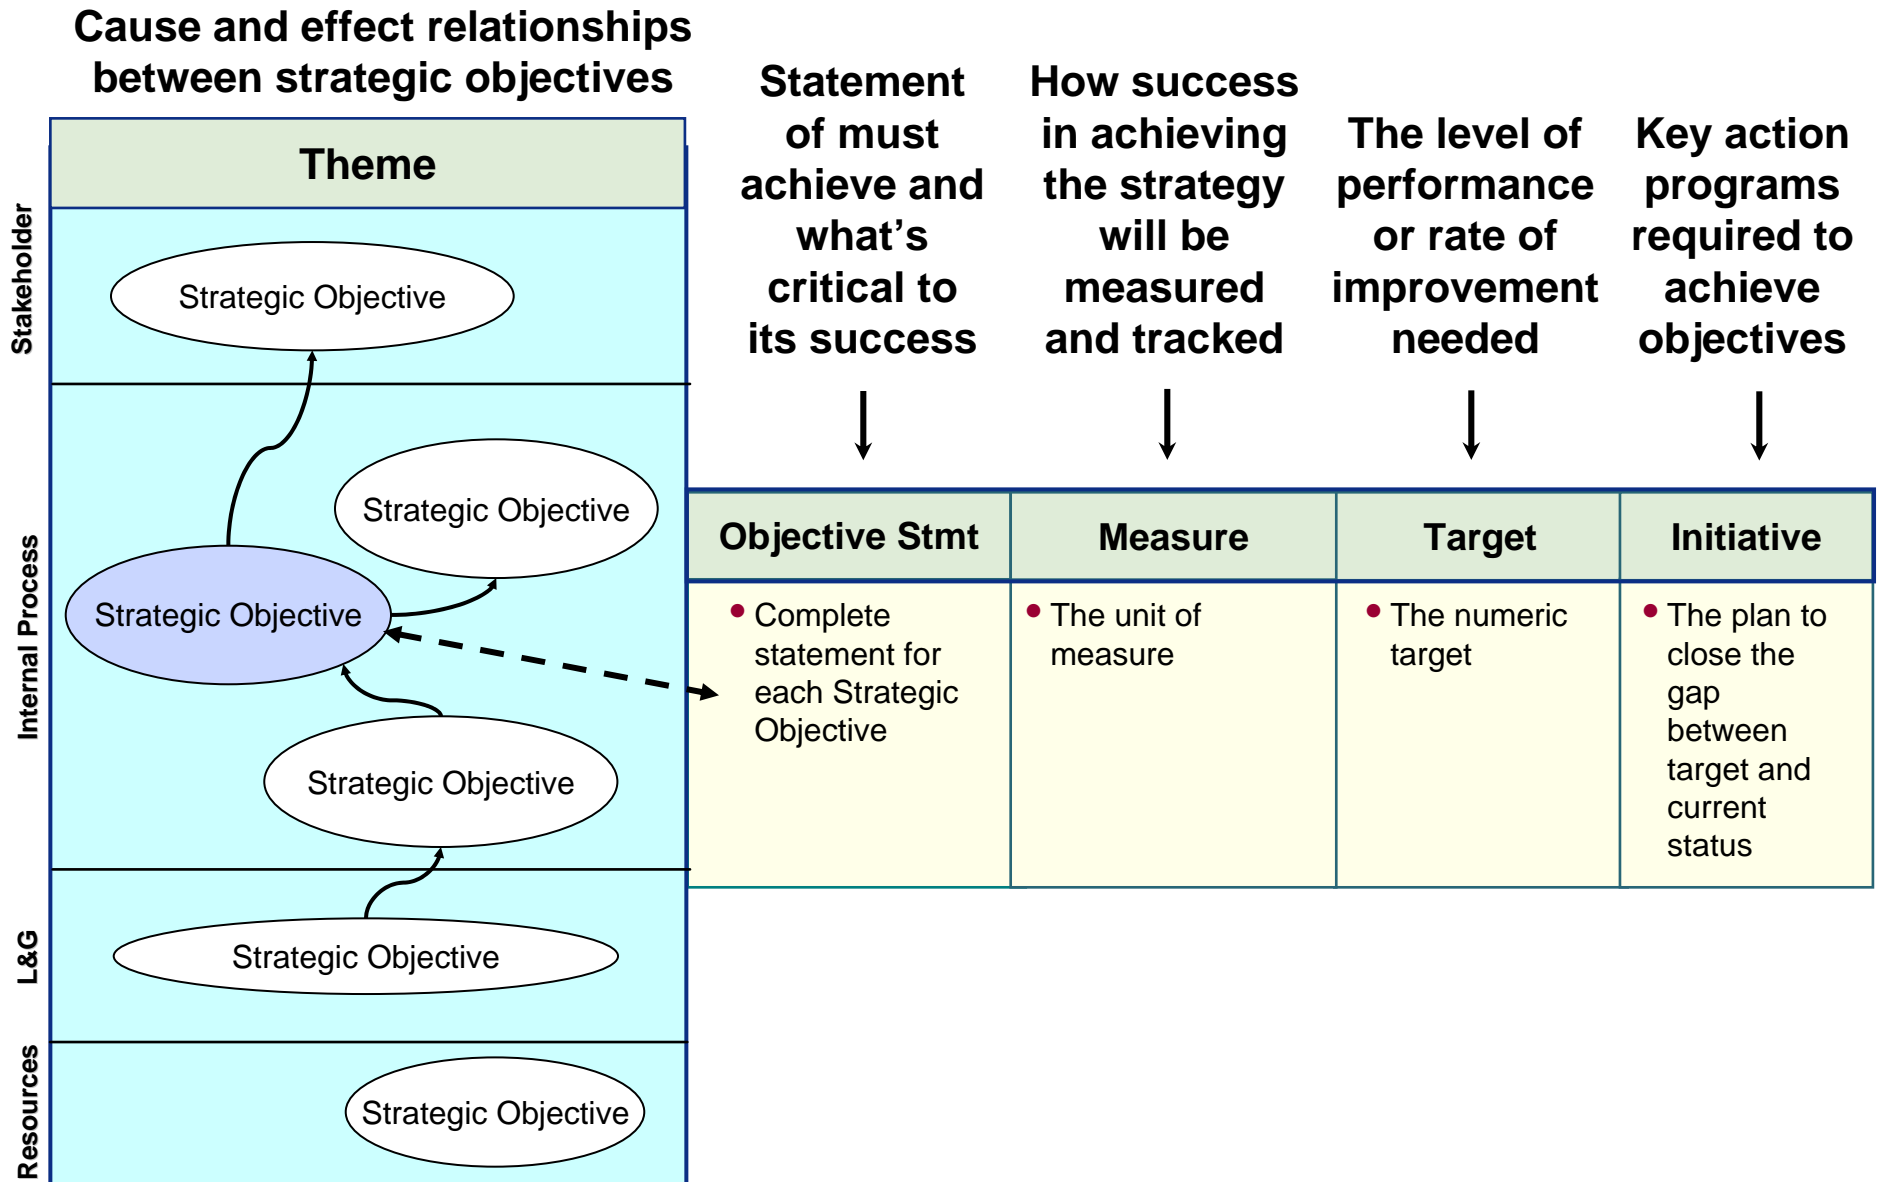 Cause and effect relationships
between strategic objectives
Statement
of must
achieve and
what’s
critical to
its success
How success
in achieving
the strategy
will be
measured
and tracked
The level of
performance
or rate of
improvement
needed
Key action
programs
required to
achieve
objectives
Theme
Stakeholder
Strategic Objective
Internal Process
Strategic Objective
Strategic Objective
Strategic Objective
L&G
Strategic Objective
Resources
Strategic Objective
Objective Stmt
Measure
Target
Initiative
• Complete
statement for
each Strategic
Objective
• The unit of
measure
• The numeric
target
• The plan to
close the
gap
between
target and
current
status